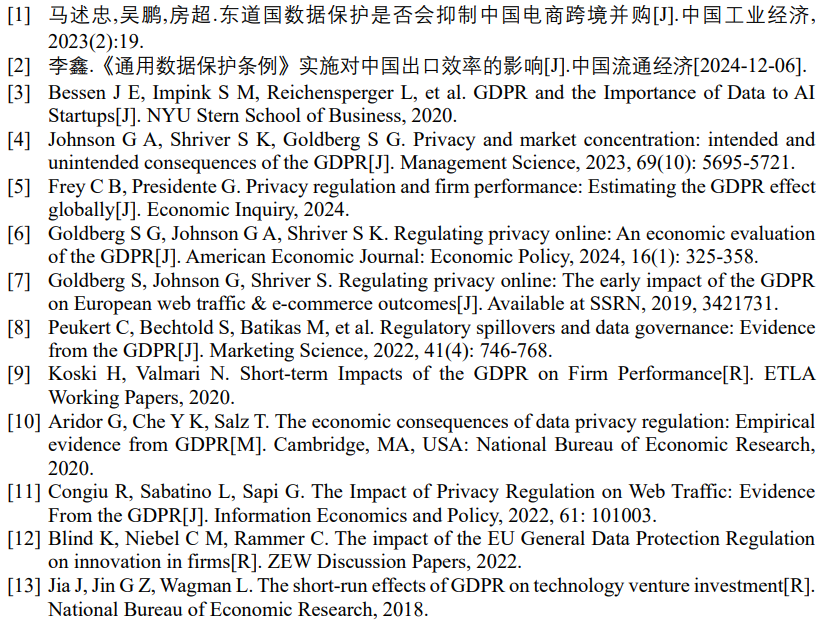 [1] 马述忠,吴鹏,房超.东道国数据保护是否会抑制中国电商跨境并购[J].中国工业经济,
2023(2):19.
[2] 李鑫.《通用数据保护条例》实施对中国出口效率的影响[J].中国流通经济[2024-12-06].
[3] Bessen J E, Impink S M, Reichensperger L, et al. GDPR and the Importance of Data to AI
Startups[J]. NYU Stern School of Business, 2020.
[4] Johnson G A, Shriver S K, Goldberg S G. Privacy and market concentration: intended and
unintended consequences of the GDPR[J]. Management Science, 2023, 69(10): 5695-5721.
[5] Frey C B, Presidente G. Privacy regulation and firm performance: Estimating the GDPR effect
globally[J]. Economic Inquiry, 2024.
[6] Goldberg S G, Johnson G A, Shriver S K. Regulating privacy online: An economic evaluation
of the GDPR[J]. American Economic Journal: Economic Policy, 2024, 16(1): 325-358.
[7] Goldberg S, Johnson G, Shriver S. Regulating privacy online: The early impact of the GDPR
on European web traffic & e-commerce outcomes[J]. Available at SSRN, 2019, 3421731.
[8] Peukert C, Bechtold S, Batikas M, et al. Regulatory spillovers and data governance: Evidence
from the GDPR[J]. Marketing Science, 2022, 41(4): 746-768.
[9] Koski H, Valmari N. Short-term Impacts of the GDPR on Firm Performance[R]. ETLA
Working Papers, 2020.
[10] Aridor G, Che Y K, Salz T. The economic consequences of data privacy regulation: Empirical
evidence from GDPR[M]. Cambridge, MA, USA: National Bureau of Economic Research,
2020.
[11] Congiu R, Sabatino L, Sapi G. The Impact of Privacy Regulation on Web Traffic: Evidence
From the GDPR[J]. Information Economics and Policy, 2022, 61: 101003.
[12] Blind K, Niebel C M, Rammer C. The impact of the EU General Data Protection Regulation
on innovation in firms[R]. ZEW Discussion Papers, 2022.
[13] Jia J, Jin G Z, Wagman L. The short-run effects of GDPR on technology venture investment[R].
National Bureau of Economic Research, 2018.